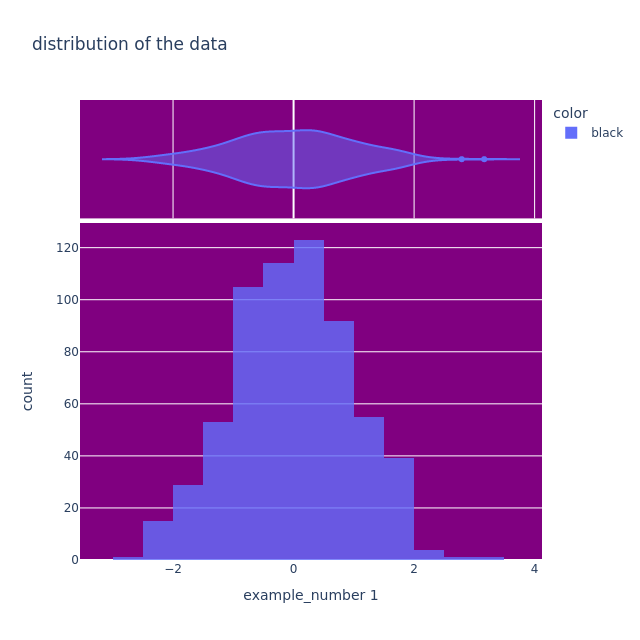 distribution of the data
color
black
120
100
80
60
40
20
0
count
−2
0
2
4
example_number 1